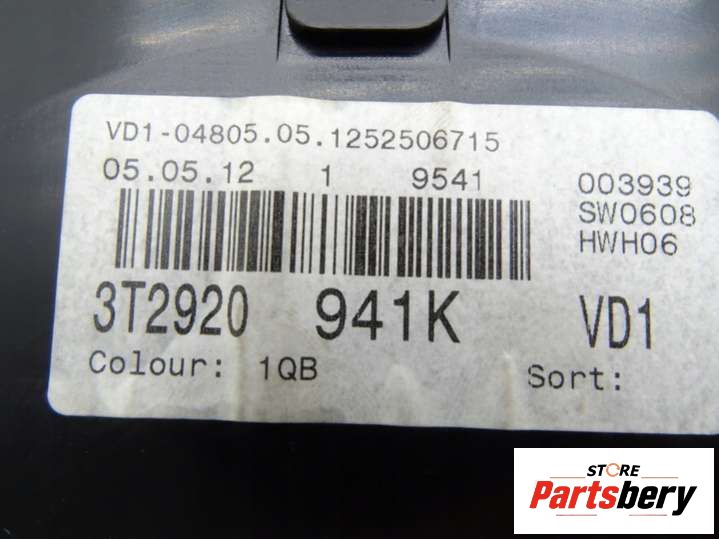 VD1-04805.05.1252506715
05.05.12 1 9541 003939
SW0608
HWH06
3T2920 941K VD1
Colour: 1QB Sort:
STORE
Partsbery